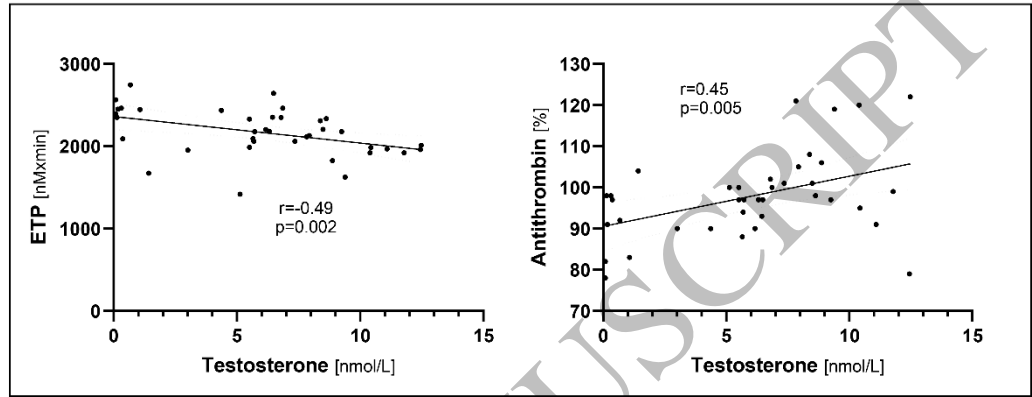 3000
2000
1000
0
ETP [nMxmin]
r=-0.49
p=0.002
0 5 10 15
Testosterone [nmol/L]
130
120
110
100
90
80
70
Antithrombin [%]
r=0.45
p=0.005
0 5 10 15
Testosterone [nmol/L]
USCRIPT